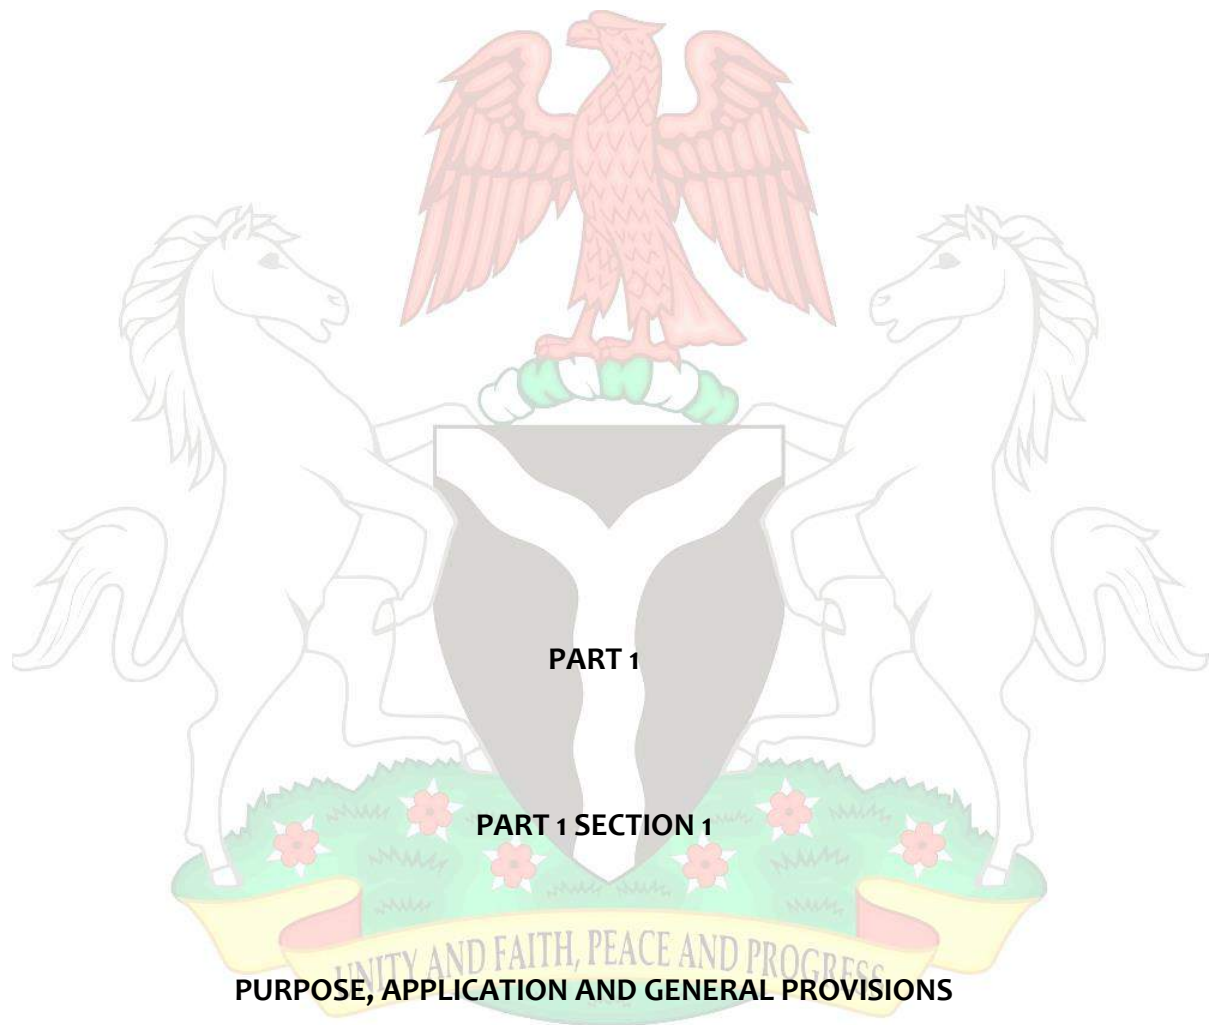 PART 1
PART 1 SECTION 1
UNITY AND FAITH, PEACE AND PROGRESS
PURPOSE, APPLICATION AND GENERAL PROVISIONS